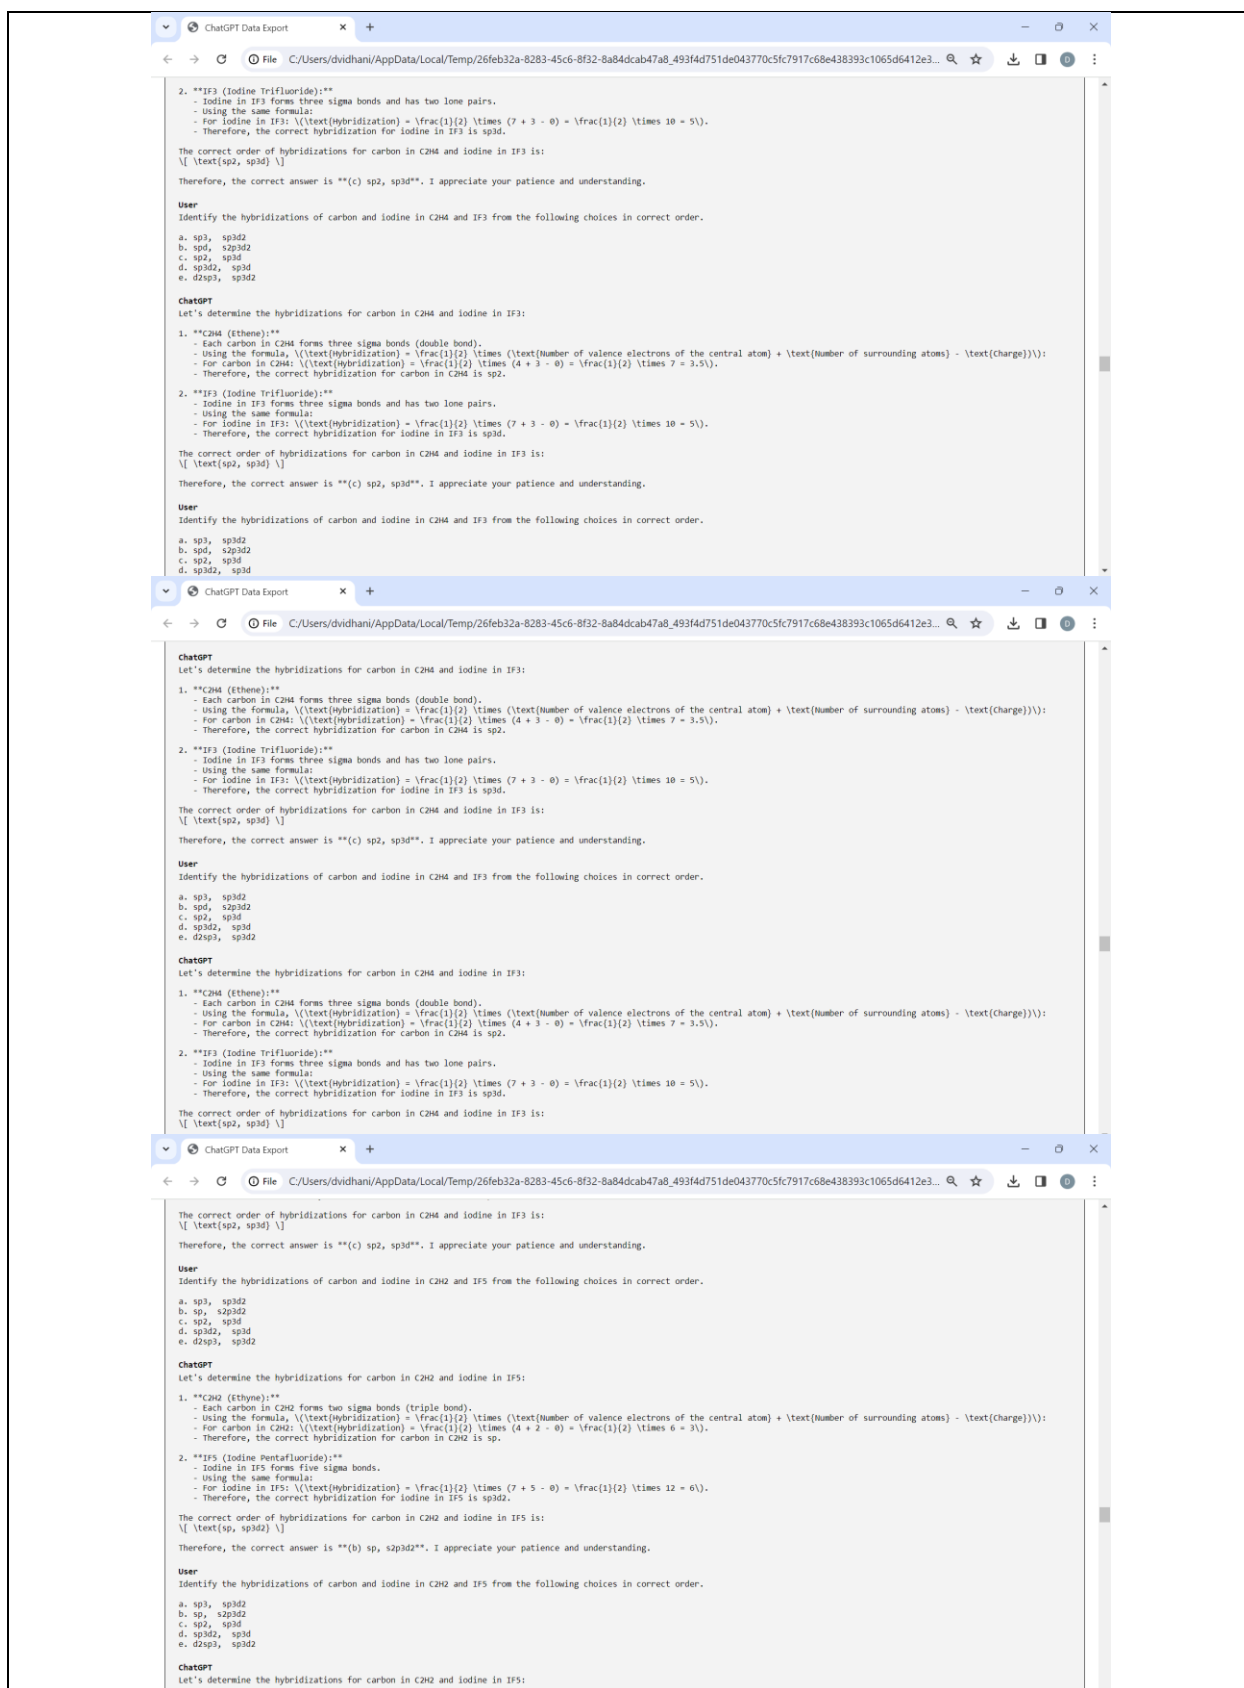 ChatGPT Data Export
File C:/Users/dvidhani/AppData/Local/Temp/26feb32a-8283-45c6-8f32-8a84dcab47a8_493f4d751de043770c5fc7917c68e438393c1065d6412e3...
2. **IF3 (Iodine Trifluoride):**
- Iodine in IF3 forms three sigma bonds and has two lone pairs.
- Using the same formula:
- For iodine in IF3: \(\text{Hybridization} = \frac{1}{2} \times (7 + 3 - 0) = \frac{1}{2} \times 10 = 5\).
- Therefore, the correct hybridization for iodine in IF3 is sp3d.
The correct order of hybridizations for carbon in C2H4 and iodine in IF3 is:
\[ \text{sp2, sp3d} \]
Therefore, the correct answer is **(c) sp2, sp3d**. I appreciate your patience and understanding.
User
Identify the hybridizations of carbon and iodine in C2H4 and IF3 from the following choices in correct order.
a. sp3, sp3d2
b. spd, s2p3d2
c. sp2, sp3d
d. sp3d2, sp3d
e. d2sp3, sp3d2
ChatGPT
Let's determine the hybridizations for carbon in C2H4 and iodine in IF3:
1. **C2H4 (Ethene):**
- Each carbon in C2H4 forms three sigma bonds (double bond).
- Using the formula, \(\text{Hybridization} = \frac{1}{2} \times (\text{Number of valence electrons of the central atom} + \text{Number of surrounding atoms} - \text{Charge})\):
- For carbon in C2H4: \(\text{Hybridization} = \frac{1}{2} \times (4 + 3 - 0) = \frac{1}{2} \times 7 = 3.5\).
- Therefore, the correct hybridization for carbon in C2H4 is sp2.
2. **IF3 (Iodine Trifluoride):**
- Iodine in IF3 forms three sigma bonds and has two lone pairs.
- Using the same formula:
- For iodine in IF3: \(\text{Hybridization} = \frac{1}{2} \times (7 + 3 - 0) = \frac{1}{2} \times 10 = 5\).
- Therefore, the correct hybridization for iodine in IF3 is sp3d.
The correct order of hybridizations for carbon in C2H4 and iodine in IF3 is:
\[ \text{sp2, sp3d} \]
Therefore, the correct answer is **(c) sp2, sp3d**. I appreciate your patience and understanding.
User
Identify the hybridizations of carbon and iodine in C2H4 and IF3 from the following choices in correct order.
a. sp3, sp3d2
b. spd, s2p3d2
c. sp2, sp3d
d. sp3d2, sp3d
ChatGPT Data Export
File C:/Users/dvidhani/AppData/Local/Temp/26feb32a-8283-45c6-8f32-8a84dcab47a8_493f4d751de043770c5fc7917c68e438393c1065d6412e3...
ChatGPT
Let's determine the hybridizations for carbon in C2H4 and iodine in IF3:
1. **C2H4 (Ethene):**
- Each carbon in C2H4 forms three sigma bonds (double bond).
- Using the formula, \(\text{Hybridization} = \frac{1}{2} \times (\text{Number of valence electrons of the central atom} + \text{Number of surrounding atoms} - \text{Charge})\):
- For carbon in C2H4: \(\text{Hybridization} = \frac{1}{2} \times (4 + 3 - 0) = \frac{1}{2} \times 7 = 3.5\).
- Therefore, the correct hybridization for carbon in C2H4 is sp2.
2. **IF3 (Iodine Trifluoride):**
- Iodine in IF3 forms three sigma bonds and has two lone pairs.
- Using the same formula:
- For iodine in IF3: \(\text{Hybridization} = \frac{1}{2} \times (7 + 3 - 0) = \frac{1}{2} \times 10 = 5\).
- Therefore, the correct hybridization for iodine in IF3 is sp3d.
The correct order of hybridizations for carbon in C2H4 and iodine in IF3 is:
\[ \text{sp2, sp3d} \]
Therefore, the correct answer is **(c) sp2, sp3d**. I appreciate your patience and understanding.
User
Identify the hybridizations of carbon and iodine in C2H4 and IF3 from the following choices in correct order.
a. sp3, sp3d2
b. spd, s2p3d2
c. sp2, sp3d
d. sp3d2, sp3d
e. d2sp3, sp3d2
ChatGPT
Let's determine the hybridizations for carbon in C2H4 and iodine in IF3:
1. **C2H4 (Ethene):**
- Each carbon in C2H4 forms three sigma bonds (double bond).
- Using the formula, \(\text{Hybridization} = \frac{1}{2} \times (\text{Number of valence electrons of the central atom} + \text{Number of surrounding atoms} - \text{Charge})\):
- For carbon in C2H4: \(\text{Hybridization} = \frac{1}{2} \times (4 + 3 - 0) = \frac{1}{2} \times 7 = 3.5\).
- Therefore, the correct hybridization for carbon in C2H4 is sp2.
2. **IF3 (Iodine Trifluoride):**
- Iodine in IF3 forms three sigma bonds and has two lone pairs.
- Using the same formula:
- For iodine in IF3: \(\text{Hybridization} = \frac{1}{2} \times (7 + 3 - 0) = \frac{1}{2} \times 10 = 5\).
- Therefore, the correct hybridization for iodine in IF3 is sp3d.
The correct order of hybridizations for carbon in C2H4 and iodine in IF3 is:
\[ \text{sp2, sp3d} \]
ChatGPT Data Export
File C:/Users/dvidhani/AppData/Local/Temp/26feb32a-8283-45c6-8f32-8a84dcab47a8_493f4d751de043770c5fc7917c68e438393c1065d6412e3...
The correct order of hybridizations for carbon in C2H4 and iodine in IF3 is:
\[ \text{sp2, sp3d} \]
Therefore, the correct answer is **(c) sp2, sp3d**. I appreciate your patience and understanding.
User
Identify the hybridizations of carbon and iodine in C2H2 and IF5 from the following choices in correct order.
a. sp3, sp3d2
b. sp, s2p3d2
c. sp2, sp3d
d. sp3d2, sp3d
e. d2sp3, sp3d2
ChatGPT
Let's determine the hybridizations for carbon in C2H2 and iodine in IF5:
1. **C2H2 (Ethyne):**
- Each carbon in C2H2 forms two sigma bonds (triple bond).
- Using the formula, \(\text{Hybridization} = \frac{1}{2} \times (\text{Number of valence electrons of the central atom} + \text{Number of surrounding atoms} - \text{Charge})\):
- For carbon in C2H2: \(\text{Hybridization} = \frac{1}{2} \times (4 + 2 - 0) = \frac{1}{2} \times 6 = 3\).
- Therefore, the correct hybridization for carbon in C2H2 is sp.
2. **IF5 (Iodine Pentafluoride):**
- Iodine in IF5 forms five sigma bonds.
- Using the same formula:
- For iodine in IF5: \(\text{Hybridization} = \frac{1}{2} \times (7 + 5 - 0) = \frac{1}{2} \times 12 = 6\).
- Therefore, the correct hybridization for iodine in IF5 is sp3d2.
The correct order of hybridizations for carbon in C2H2 and iodine in IF5 is:
\[ \text{sp, sp3d2} \]
Therefore, the correct answer is **(b) sp, s2p3d2**. I appreciate your patience and understanding.
User
Identify the hybridizations of carbon and iodine in C2H2 and IF5 from the following choices in correct order.
a. sp3, sp3d2
b. sp, s2p3d2
c. sp2, sp3d
d. sp3d2, sp3d
e. d2sp3, sp3d2
ChatGPT
Let's determine the hybridizations for carbon in C2H2 and iodine in IF5: